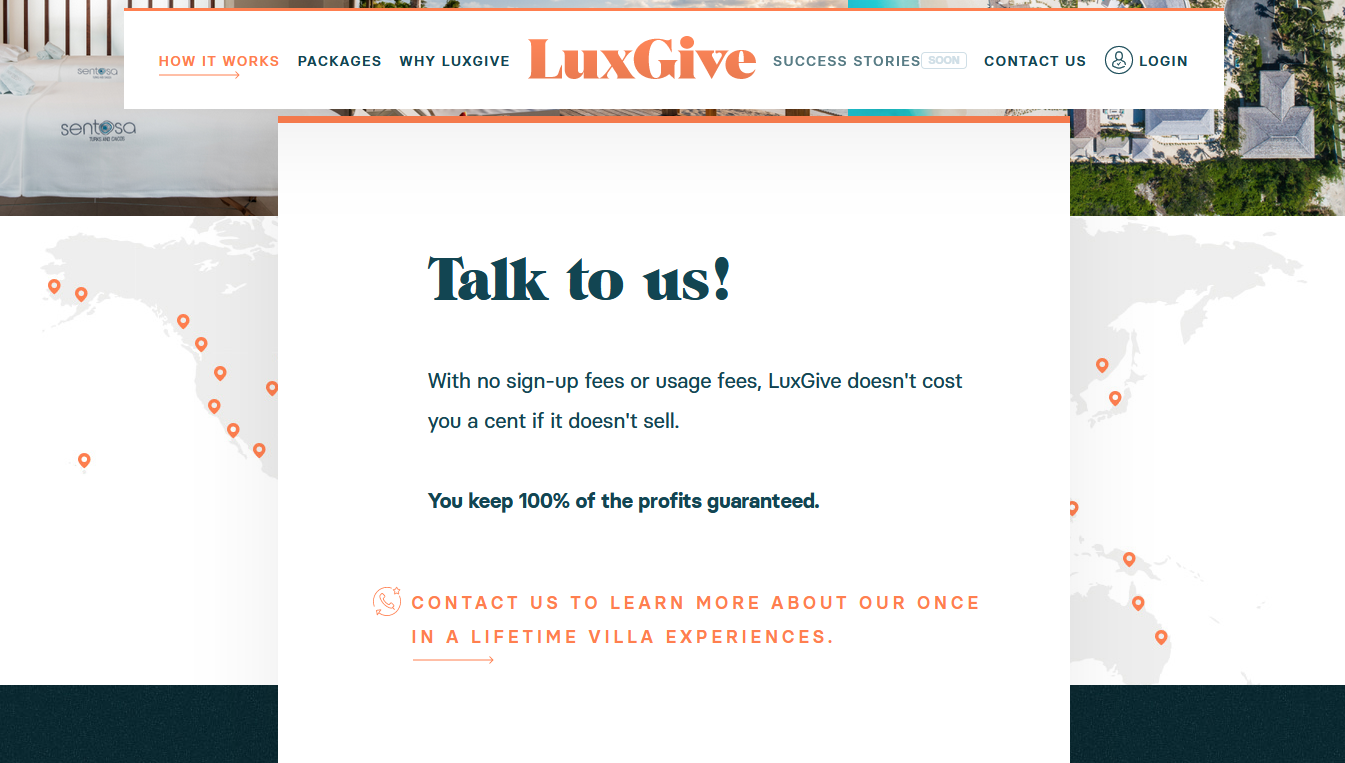 HOW IT WORKS PACKAGES WHY LUXGIVE LuxGive SUCCESS STORIES SOON CONTACT US LOGIN
sentosa
sentosa
TURKS AND CAICOS
Talk to us!
With no sign-up fees or usage fees, LuxGive doesn't cost
you a cent if it doesn't sell.
You keep 100% of the profits guaranteed.
CONTACT US TO LEARN MORE ABOUT OUR ONCE
IN A LIFETIME VILLA EXPERIENCES.